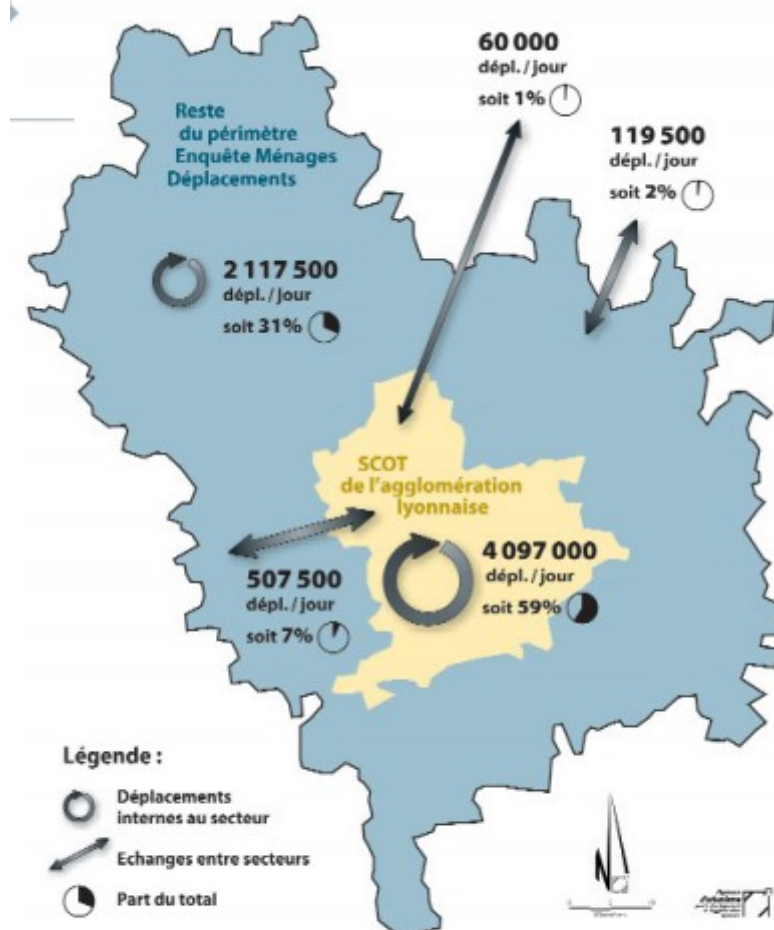 60 000
dépl. / jour
soit 1%
119 500
dépl. / jour
soit 2%
Reste
du périmètre
Enquête Ménages
Déplacements
2 117 500
dépl. / jour
soit 31%
SCOT
de l'agglomération
lyonnaise
4 097 000
dépl. / jour
soit 59%
507 500
dépl. / jour
soit 7%
Légende :
Déplacements
internes au secteur
Echanges entre secteurs
Part du total
N